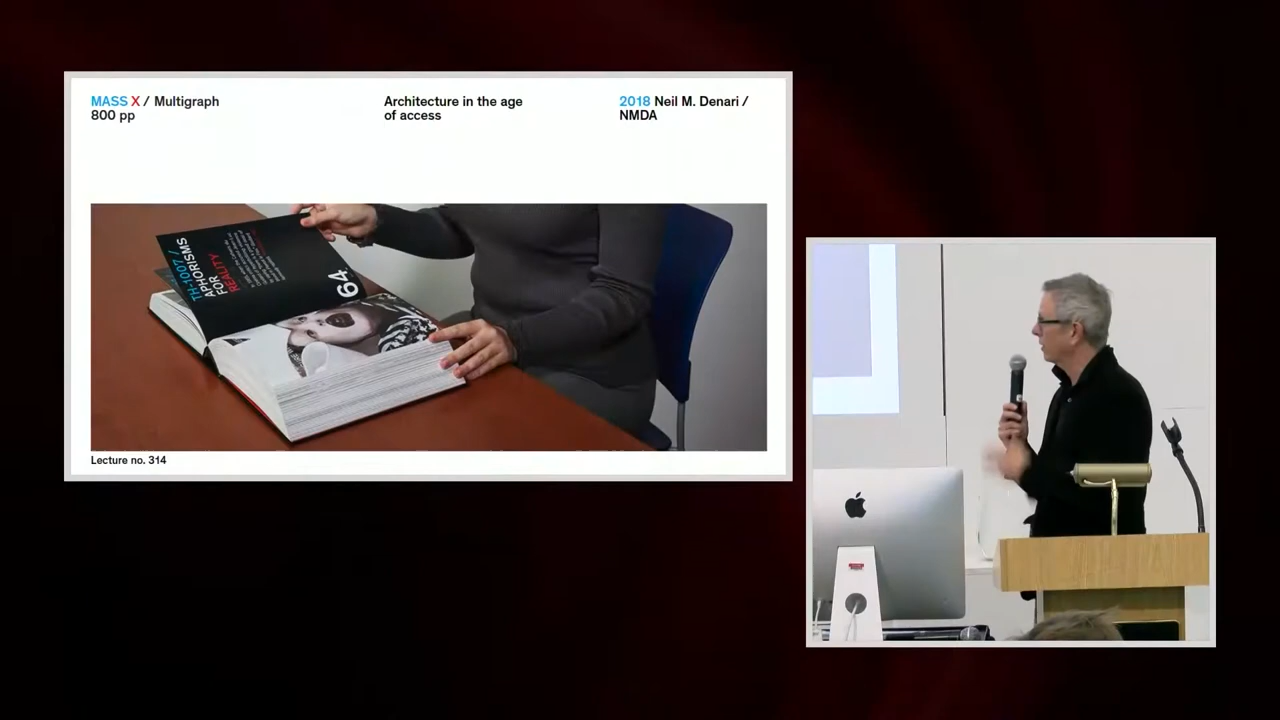 MASS X / Multigraph
800 pp
Architecture in the age
of access
2018 Neil M. Denari /
NMDA
TH-1007 /
APHORISMS
FOR
REALITY
64
Lecture no. 314